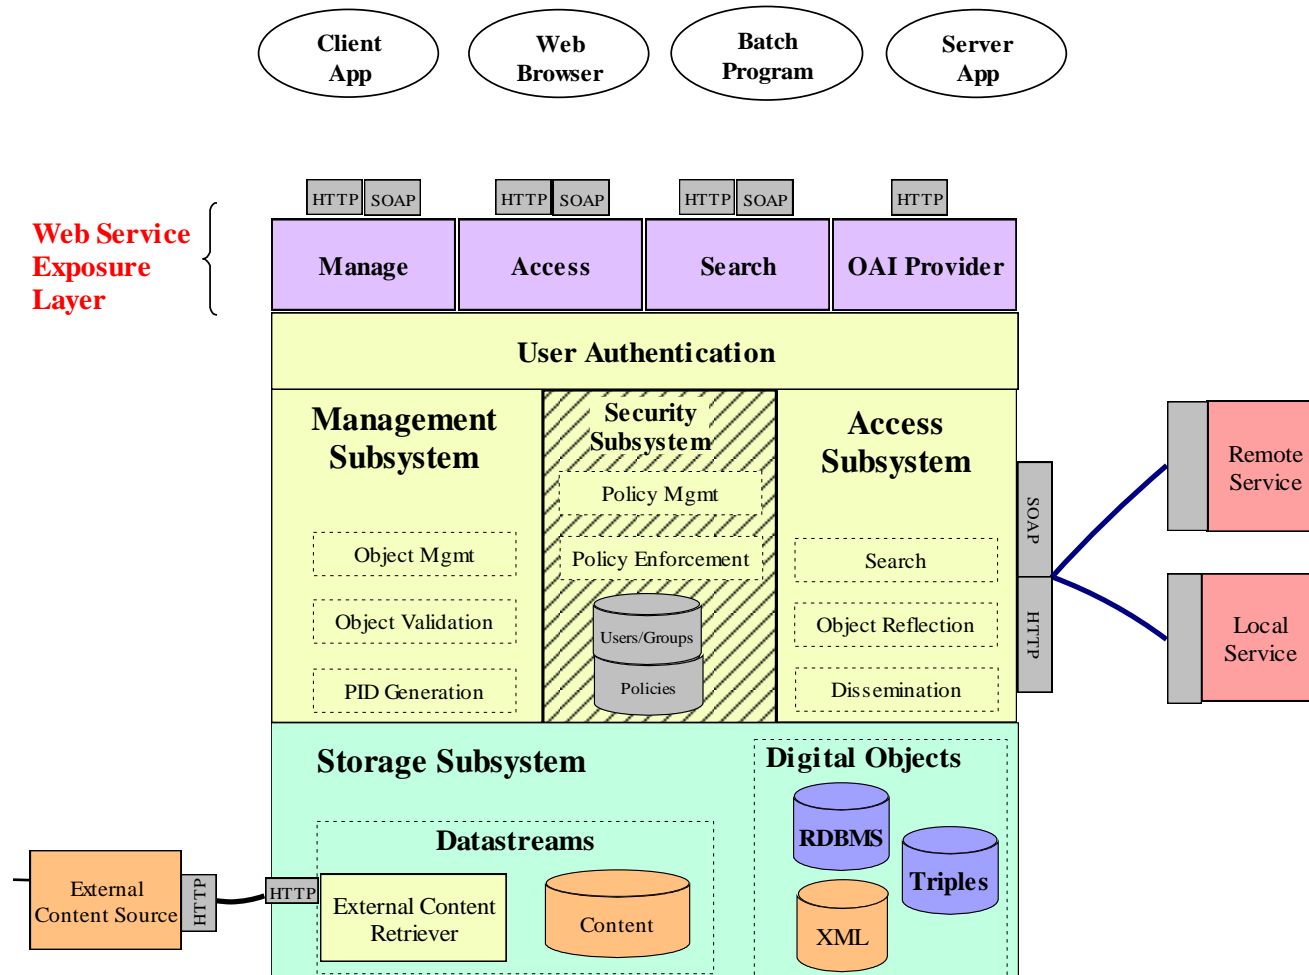 Client
App
Web
Browser
Batch
Program
Server
App
HTTP SOAP
HTTP SOAP
HTTP SOAP
HTTP
Web Service
Exposure
Layer
Manage
Access
Search
OAI Provider
User Authentication
Management
Subsystem
Object Mgmt
Object Validation
PID Generation
Security
Subsystem
Policy Mgmt
Policy Enforcement
Users/Groups
Policies
Access
Subsystem
Search
Object Reflection
Dissemination
SOAP
HTTP
Remote
Service
Local
Service
Storage Subsystem
Datastreams
External Content
Retriever
Content
Digital Objects
RDBMS
Triples
XML
External
Content Source
HTTP
HTTP